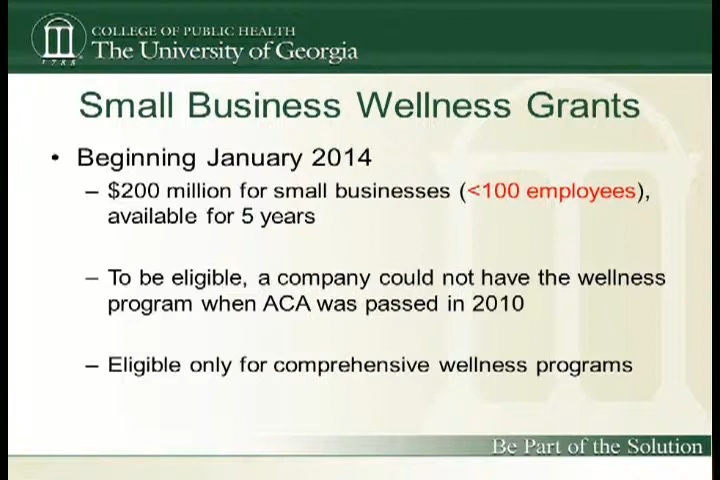 COLLEGE OF PUBLIC HEALTH
The University of Georgia
1785
Small Business Wellness Grants
• Beginning January 2014
– $200 million for small businesses (<100 employees),
available for 5 years
– To be eligible, a company could not have the wellness
program when ACA was passed in 2010
– Eligible only for comprehensive wellness programs
Be Part of the Solution